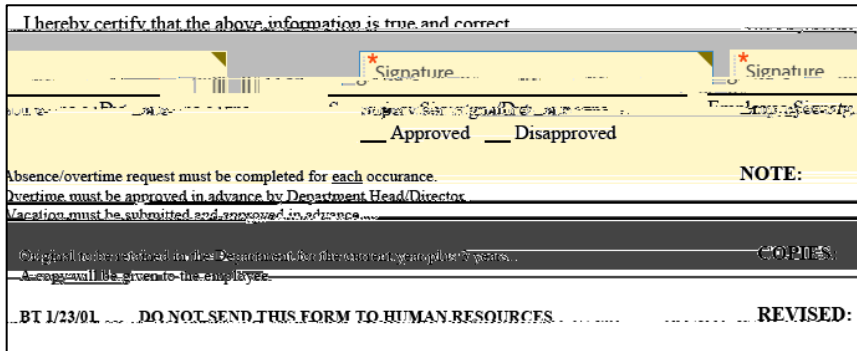 I hereby certify that the above information is true and correct
* Signature * Signature
Approved Disapproved
Absence/overtime request must be completed for each occurance. NOTE:
Overtime must be approved in advance by Department Head/Director
Vacation must be submitted and approved in advance
Original to be retained in the Department for the current year plus years. COPIES:
A copy will be given to the employee.
BT 1/23/01 DO NOT SEND THIS FORM TO HUMAN RESOURCES REVISED: